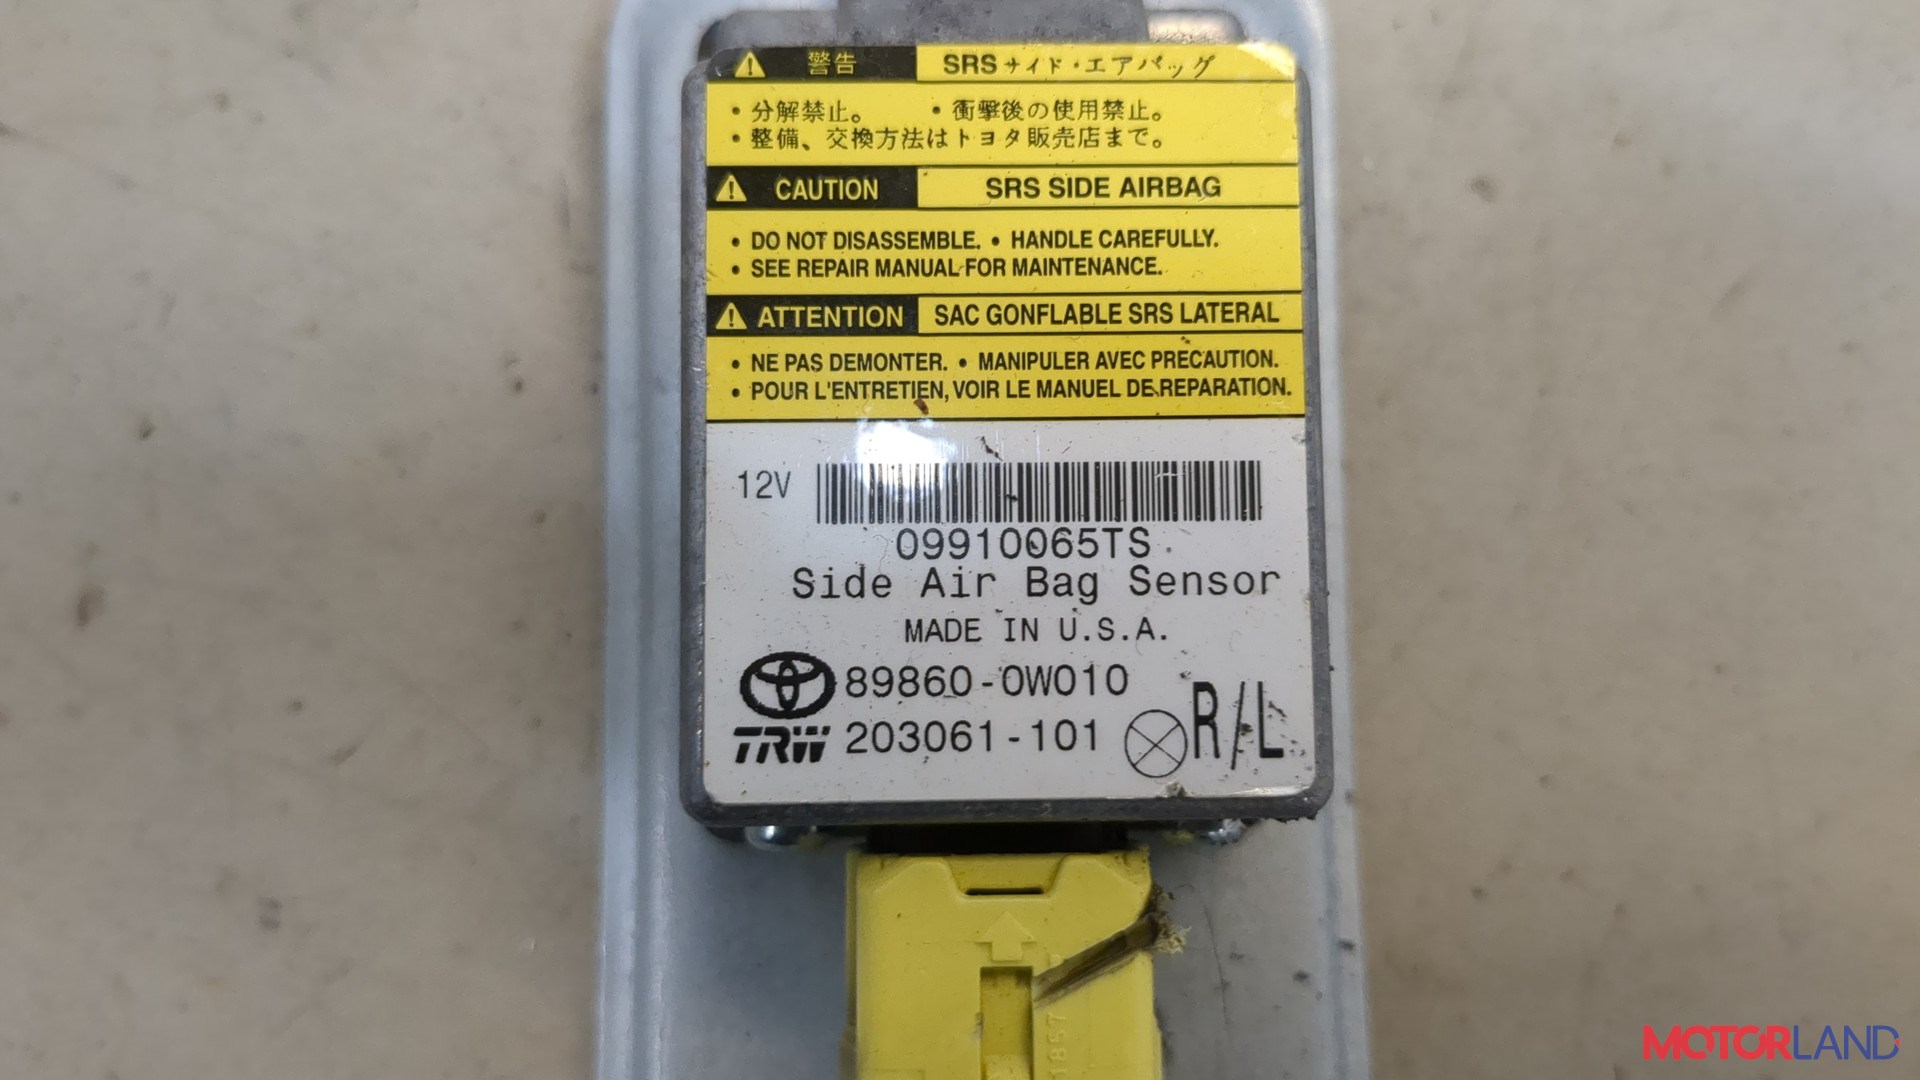 警告 SRSサイド・エアバッグ
・分解禁止。 ・衝撃後の使用禁止。
・整備、交換方法はトヨタ販売店まで。
CAUTION SRS SIDE AIRBAG
• DO NOT DISASSEMBLE. • HANDLE CAREFULLY.
• SEE REPAIR MANUAL FOR MAINTENANCE.
ATTENTION SAC GONFLABLE SRS LATERAL
• NE PAS DEMONTER. • MANIPULER AVEC PRECAUTION.
• POUR L'ENTRETIEN, VOIR LE MANUEL DE REPARATION.
12V
09910065TS
Side Air Bag Sensor
MADE IN U.S.A.
89860-0W010
TRW 203061-101 R/L
MOTORLAND